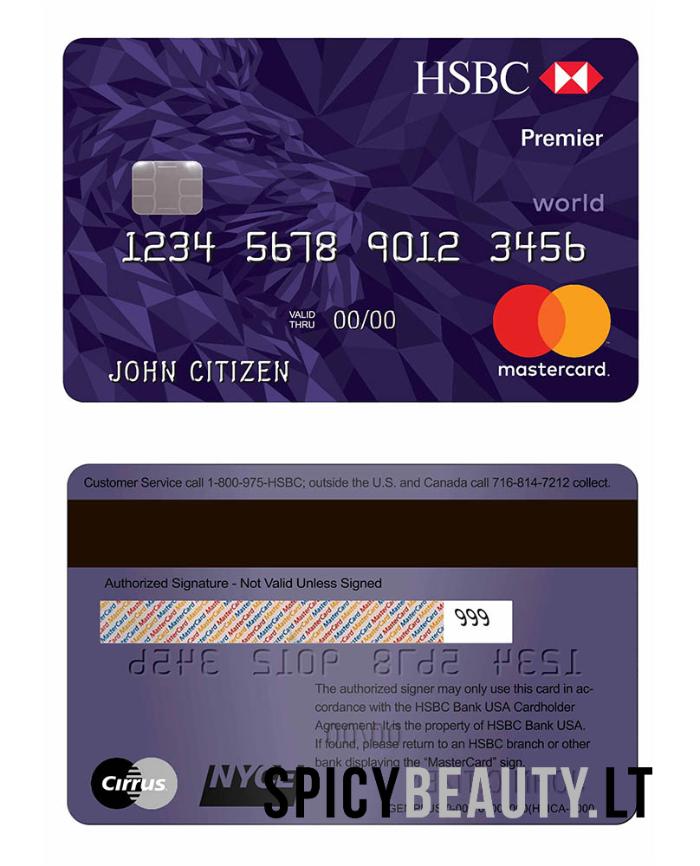 HSBC
Premier
world
1234 5678 9012 3456
VALID THRU 00/00
mastercard.
JOHN CITIZEN
Customer Service call 1-800-975-HSBC; outside the U.S. and Canada call 716-814-7212 collect.
Authorized Signature - Not Valid Unless Signed
999
The authorized signer may only use this card in ac-
cordance with the HSBC Bank USA Cardholder
Agreement. It is the property of HSBC Bank USA.
If found, please return to an HSBC branch or other
bank displaying the “MasterCard” sign.
Cirrus
NYCE
SPICYBEAUTY.LT